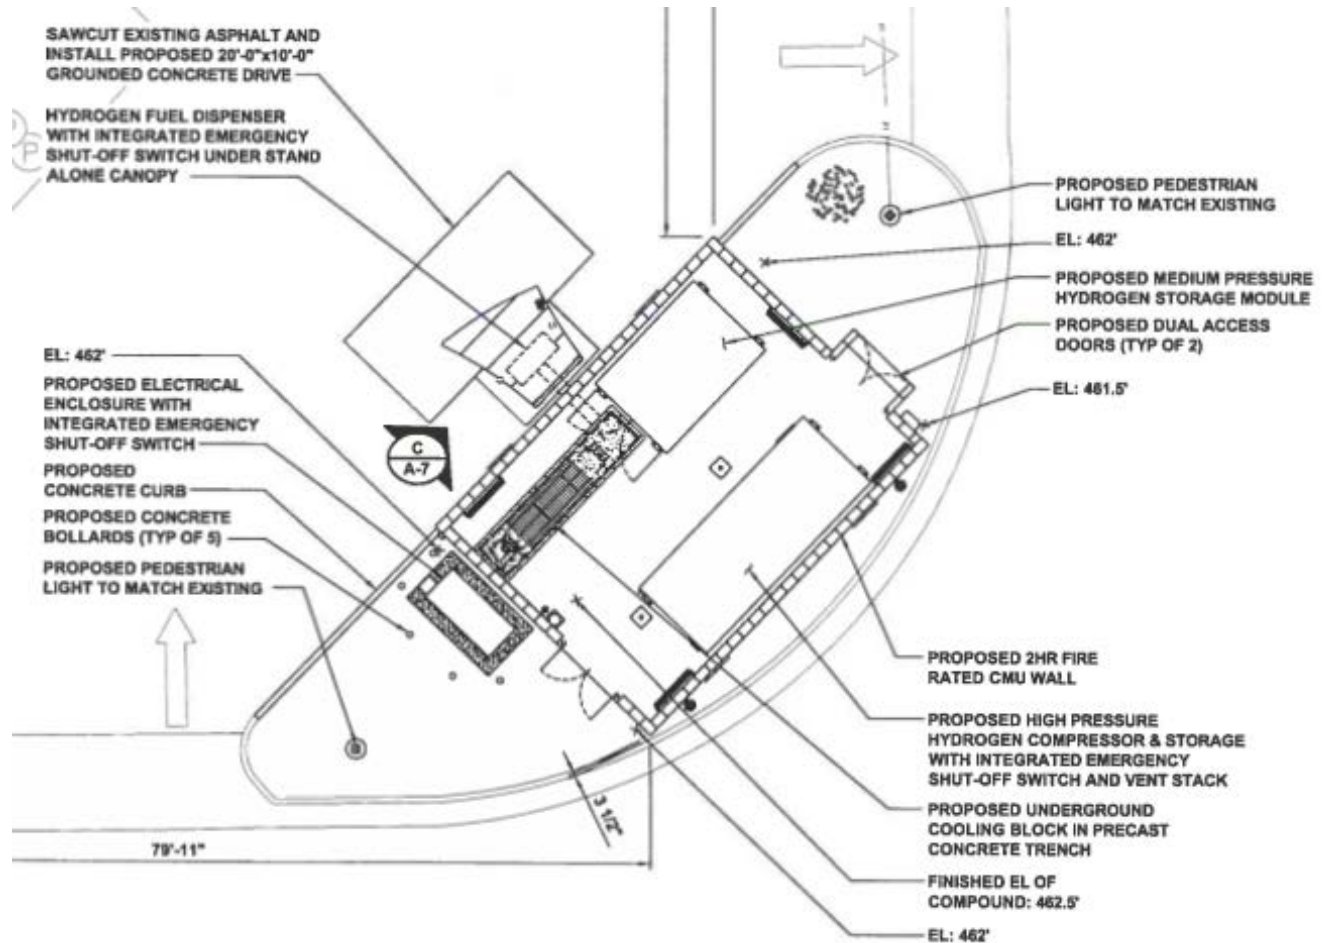 SAWCUT EXISTING ASPHALT AND
INSTALL PROPOSED 20'-0"x10'-0"
GROUNDED CONCRETE DRIVE
HYDROGEN FUEL DISPENSER
WITH INTEGRATED EMERGENCY
SHUT-OFF SWITCH UNDER STAND
ALONE CANOPY
P
EL: 462'
PROPOSED ELECTRICAL
ENCLOSURE WITH
INTEGRATED EMERGENCY
SHUT-OFF SWITCH
PROPOSED
CONCRETE CURB
PROPOSED CONCRETE
BOLLARDS (TYP OF 5)
PROPOSED PEDESTRIAN
LIGHT TO MATCH EXISTING
C
A-7
79'-11"
3 1/2"
PROPOSED PEDESTRIAN
LIGHT TO MATCH EXISTING
EL: 462'
PROPOSED MEDIUM PRESSURE
HYDROGEN STORAGE MODULE
PROPOSED DUAL ACCESS
DOORS (TYP OF 2)
EL: 461.5'
PROPOSED 2HR FIRE
RATED CMU WALL
PROPOSED HIGH PRESSURE
HYDROGEN COMPRESSOR & STORAGE
WITH INTEGRATED EMERGENCY
SHUT-OFF SWITCH AND VENT STACK
PROPOSED UNDERGROUND
COOLING BLOCK IN PRECAST
CONCRETE TRENCH
FINISHED EL OF
COMPOUND: 462.5'
EL: 462'